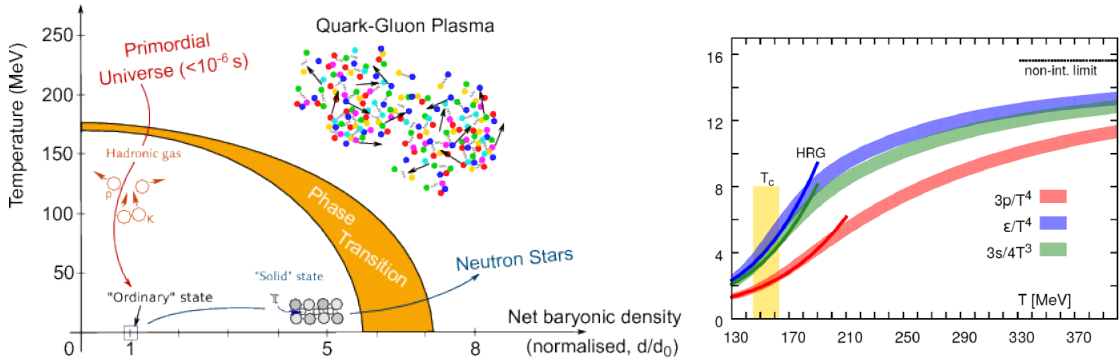 Quark-Gluon Plasma
Temperature (MeV)
250
200
150
100
50
0
Primordial
Universe (<10⁻⁶ s)
Hadronic gas
p
K
Phase
Transition
"Ordinary" state
"Solid" state
π
Neutron Stars
1
5
8
Net baryonic density
(normalised, d/d₀)
16
12
8
4
0
non-int. limit
HRG
T_c
3p/T⁴
ε/T⁴
3s/4T³
T [MeV]
130 170 210 250 290 330 370